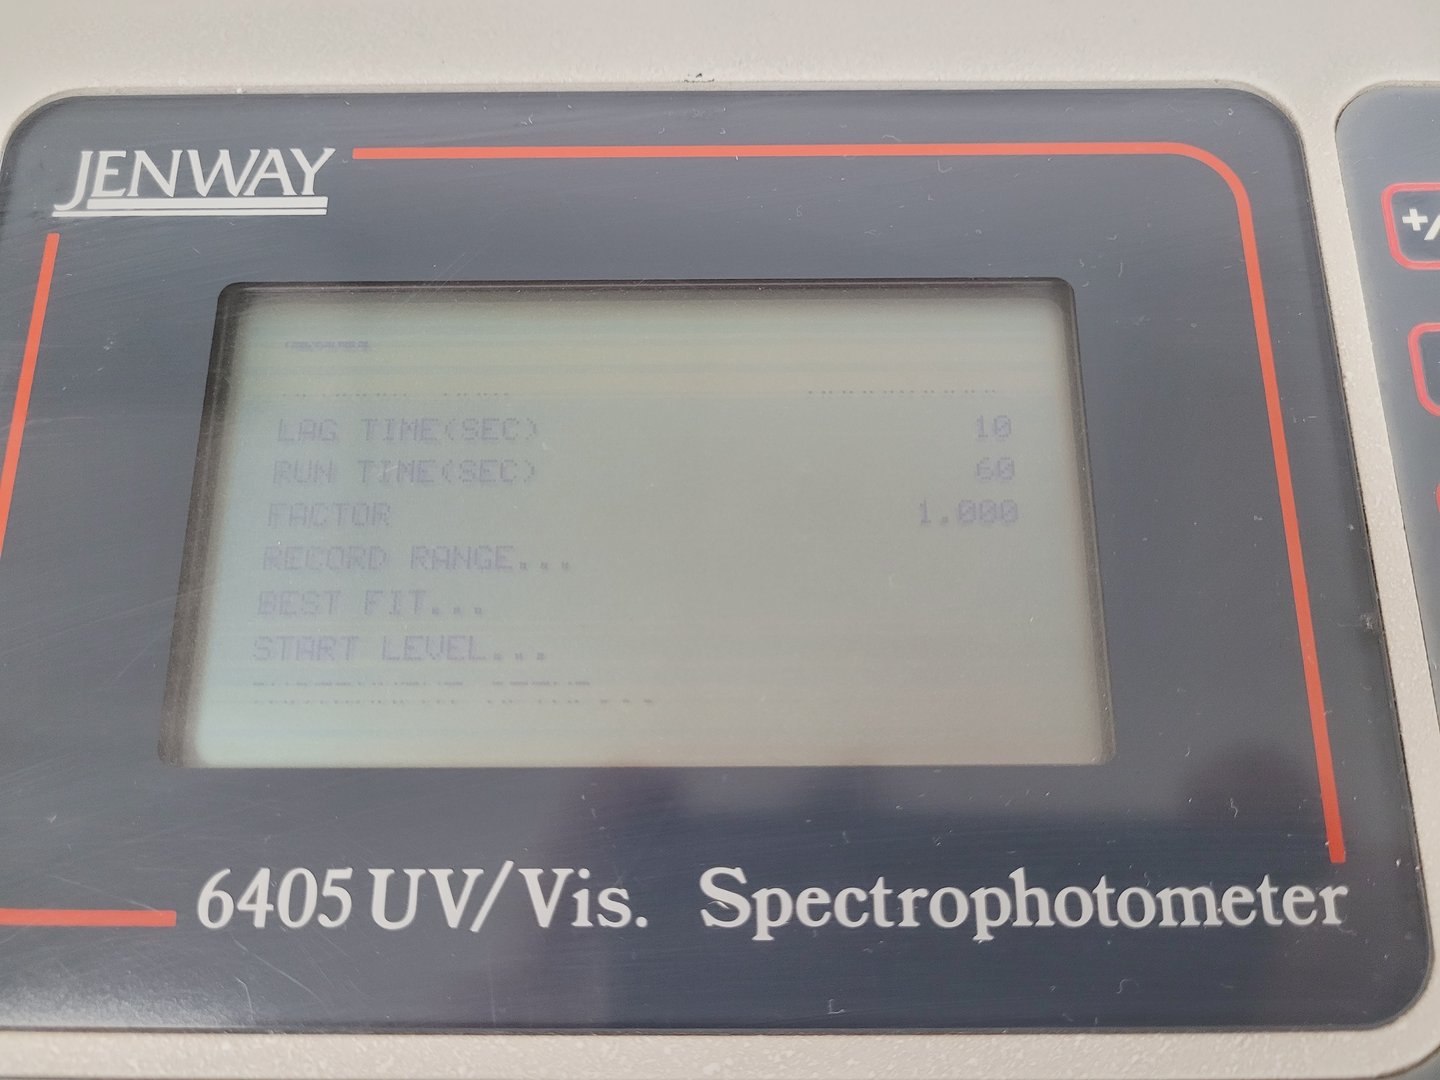 JENWAY
LAG TIME(SEC) 10
RUN TIME(SEC) 60
FACTOR 1.000
RECORD RANGE...
BEST FIT...
START LEVEL...
6405 UV/Vis. Spectrophotometer
+/